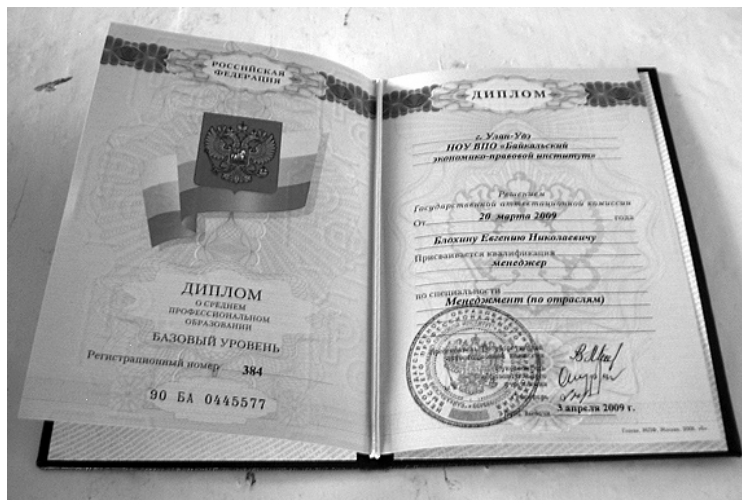 РОССИЙСКАЯ
ФЕДЕРАЦИЯ
ДИПЛОМ
О СРЕДНЕМ
ПРОФЕССИОНАЛЬНОМ
ОБРАЗОВАНИИ
БАЗОВЫЙ УРОВЕНЬ
Регистрационный номер 384
90 БА 0445577
ДИПЛОМ
г. Улан-Удэ
НОУ ВПО «Байкальский
экономико-правовой институт»
Решением
Государственной аттестационной комиссии
От 20 марта 2009 года
Блохину Евгению Николаевичу
Присваивается квалификация
менеджер
по специальности
Менеджмент (по отраслям)
3 апреля 2009 г.